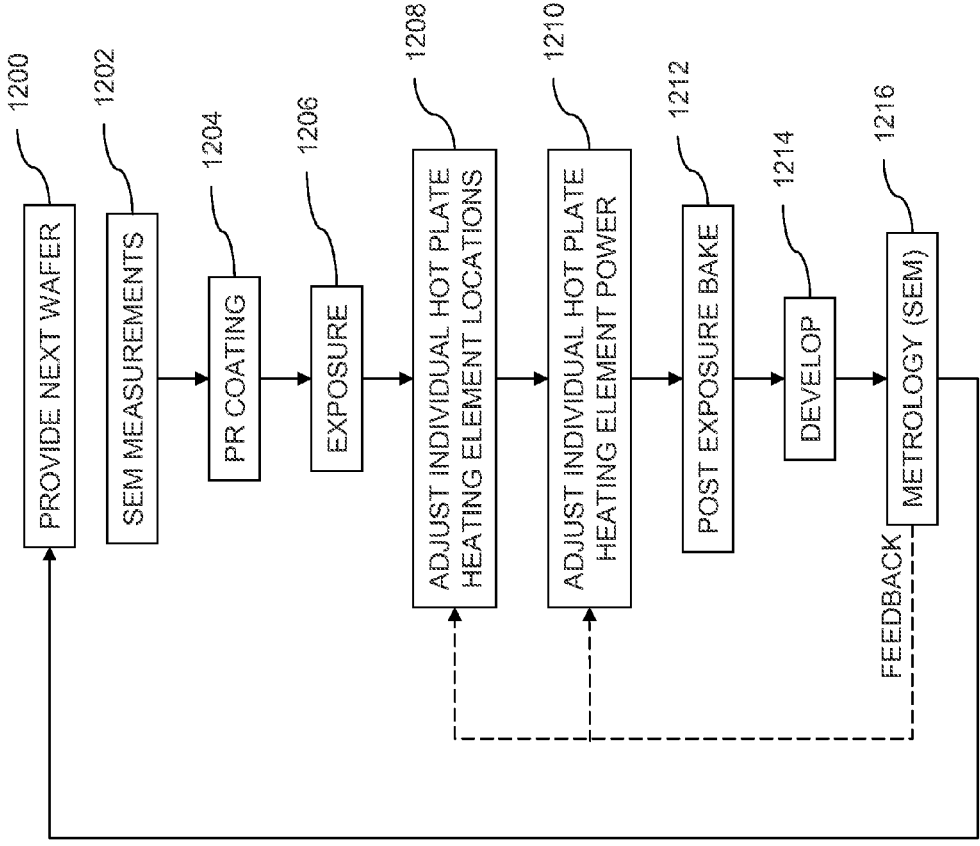 PROVIDE NEXT WAFER
1200
SEM MEASUREMENTS
1202
PR COATING
1204
EXPOSURE
1206
ADJUST INDIVIDUAL HOT PLATE
HEATING ELEMENT LOCATIONS
1208
ADJUST INDIVIDUAL HOT PLATE
HEATING ELEMENT POWER
1210
POST EXPOSURE BAKE
1212
DEVELOP
1214
METROLOGY (SEM)
1216
FEEDBACK